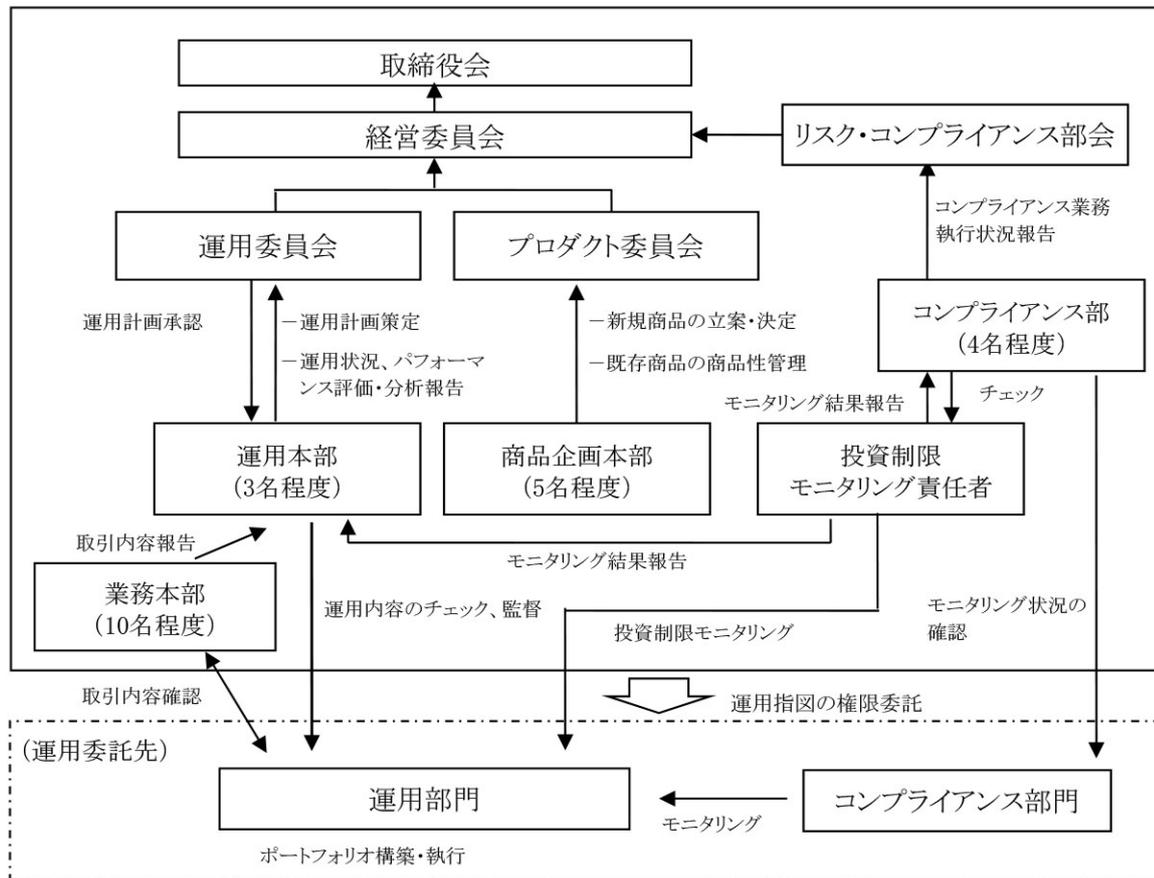 取締役会
経営委員会
リスク・コンプライアンス部会
コンプライアンス業務
執行状況報告
運用委員会
プロダクト委員会
運用計画承認
－運用計画策定
－運用状況、パフォーマ
ンス評価・分析報告
－新規商品の立案・決定
－既存商品の商品性管理
コンプライアンス部
(4名程度)
モニタリング結果報告
チェック
運用本部
(3名程度)
商品企画本部
(5名程度)
投資制限
モニタリング責任者
取引内容報告
モニタリング結果報告
業務本部
(10名程度)
運用内容のチェック、監督
投資制限モニタリング
モニタリング状況の
確認
取引内容確認
運用指図の権限委託
(運用委託先)
運用部門
コンプライアンス部門
モニタリング
ポートフォリオ構築・執行